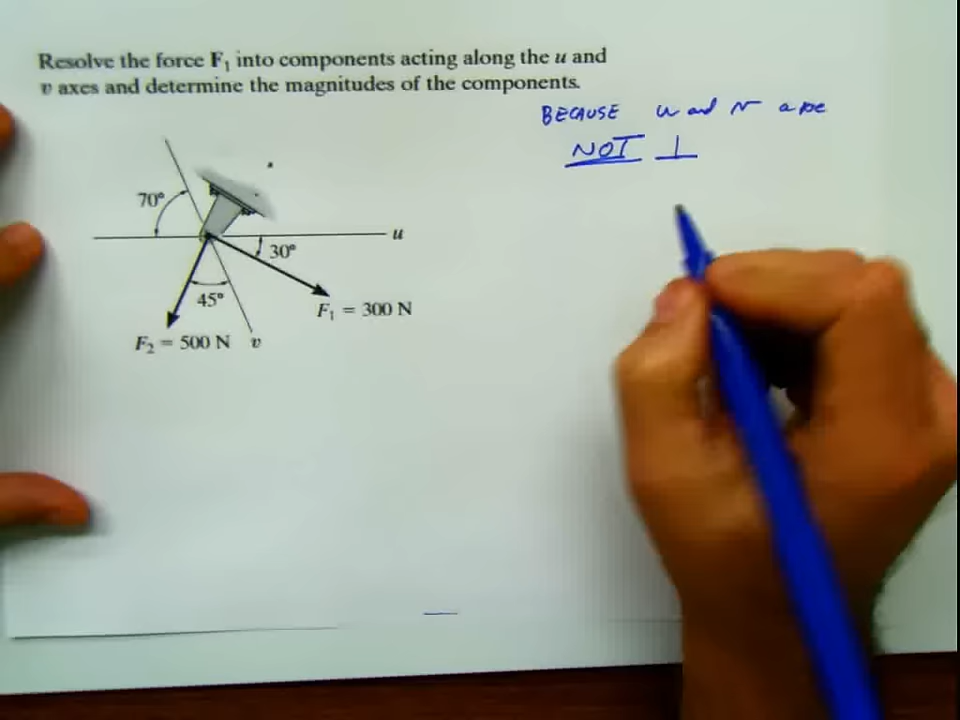 Resolve the force F₁ into components acting along the u and
v axes and determine the magnitudes of the components.
BECAUSE u and v are
NOT ⊥
70°
u
30°
45°
F₁ = 300 N
F₂ = 500 N v